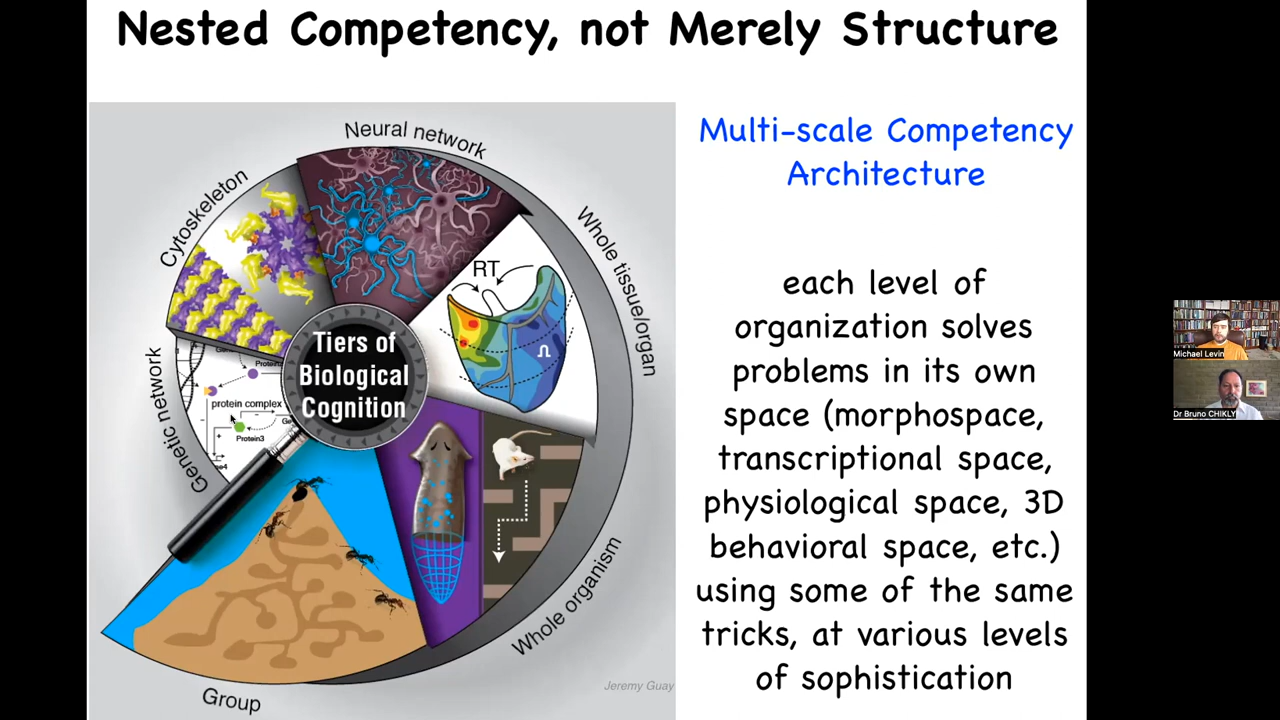 Nested Competency, not Merely Structure
Neural network
Cytoskeleton
Whole tissue/organ
RT
Tiers of
Biological
Cognition
Genetic network
protein complex
Protein3
Whole organism
Group
Jeremy Guay
Multi-scale Competency
Architecture
each level of
organization solves
problems in its own
space (morphospace,
transcriptional space,
physiological space, 3D
behavioral space, etc.)
using some of the same
tricks, at various levels
of sophistication
Michael Levin
Dr Bruno CHIKLY